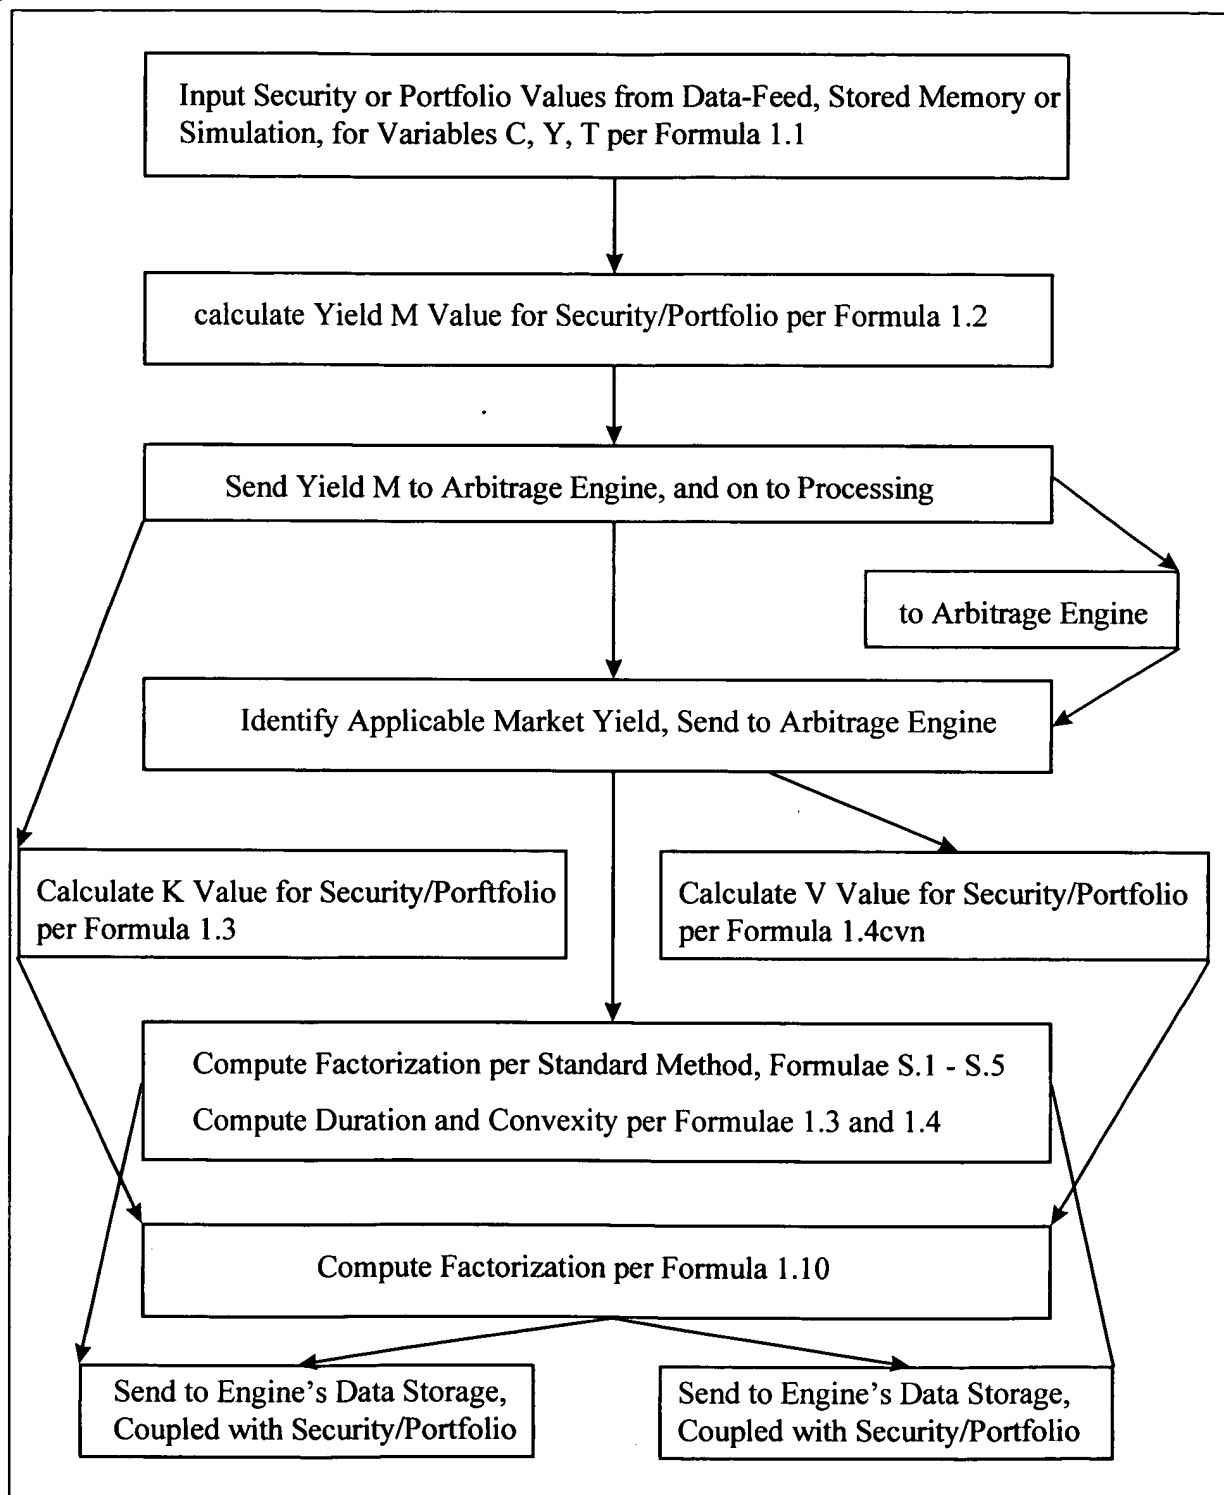 Input Security or Portfolio Values from Data-Feed, Stored Memory or
Simulation, for Variables C, Y, T per Formula 1.1
calculate Yield M Value for Security/Portfolio per Formula 1.2
Send Yield M to Arbitrage Engine, and on to Processing
to Arbitrage Engine
Identify Applicable Market Yield, Send to Arbitrage Engine
Calculate K Value for Security/Porftfolio
per Formula 1.3
Calculate V Value for Security/Portfolio
per Formula 1.4cvn
Compute Factorization per Standard Method, Formulae S.1 - S.5
Compute Duration and Convexity per Formulae 1.3 and 1.4
Compute Factorization per Formula 1.10
Send to Engine's Data Storage,
Coupled with Security/Portfolio
Send to Engine's Data Storage,
Coupled with Security/Portfolio